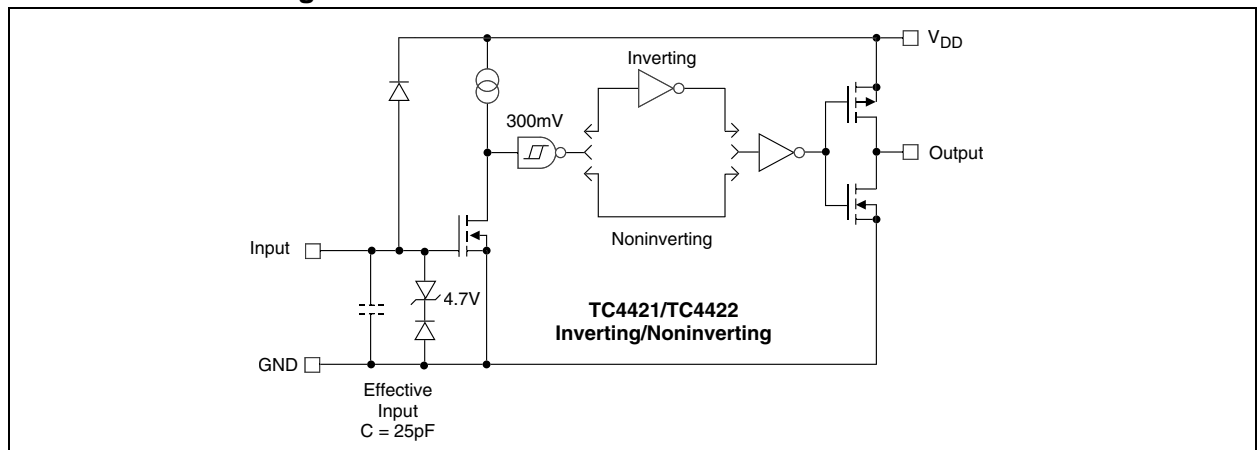 V_DD
Inverting
300mV
Output
Input
Noninverting
4.7V
TC4421/TC4422
Inverting/Noninverting
GND
Effective
Input
C = 25pF